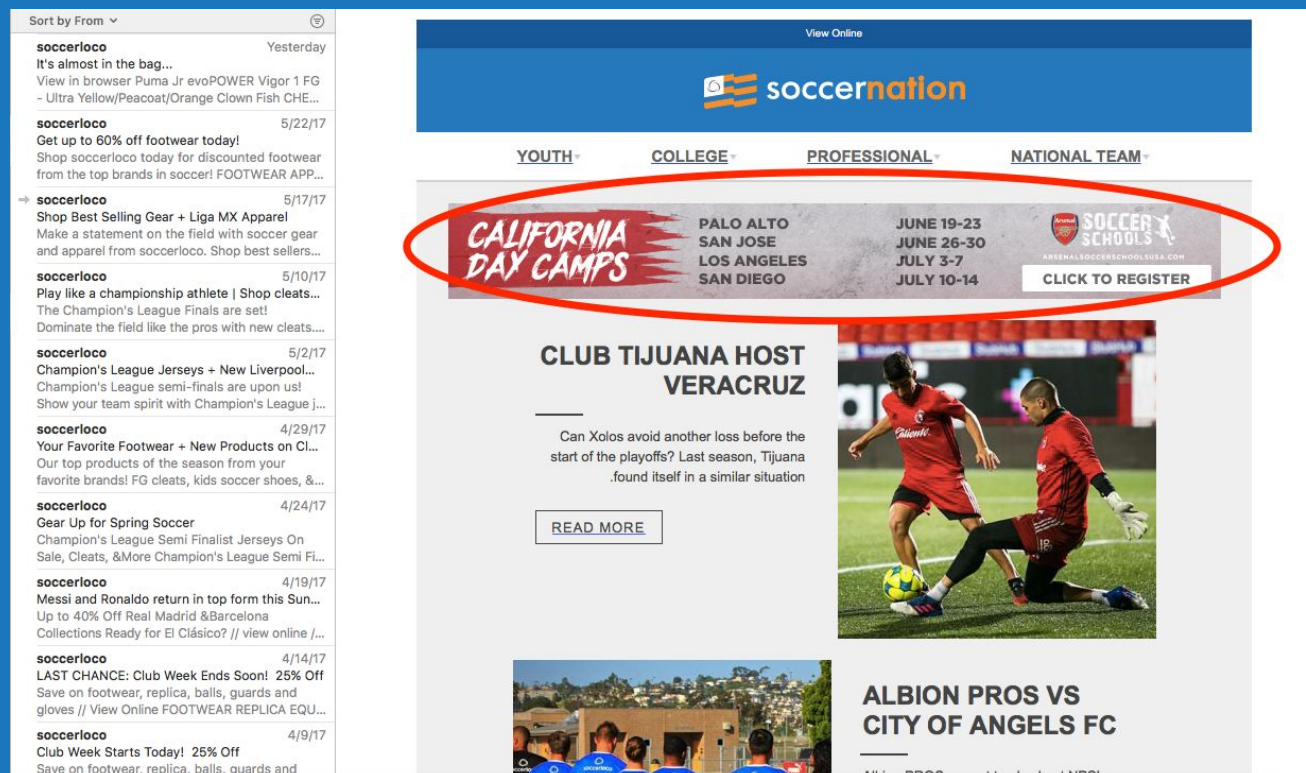 Sort by From
soccerloco Yesterday
It's almost in the bag...
View in browser Puma Jr evoPOWER Vigor 1 FG
- Ultra Yellow/Peacoat/Orange Clown Fish CHE...
soccerloco 5/22/17
Get up to 60% off footwear today!
Shop soccerloco today for discounted footwear
from the top brands in soccer! FOOTWEAR APP...
soccerloco 5/17/17
Shop Best Selling Gear + Liga MX Apparel
Make a statement on the field with soccer gear
and apparel from soccerloco. Shop best sellers...
soccerloco 5/10/17
Play like a championship athlete | Shop cleats...
The Champion's League Finals are set!
Dominate the field like the pros with new cleats....
soccerloco 5/2/17
Champion's League Jerseys + New Liverpool...
Champion's League semi-finals are upon us!
Show your team spirit with Champion's League j...
soccerloco 4/29/17
Your Favorite Footwear + New Products on Cl...
Our top products of the season from your
favorite brands! FG cleats, kids soccer shoes, &...
soccerloco 4/24/17
Gear Up for Spring Soccer
Champion's League Semi Finalist Jerseys On
Sale, Cleats, &More Champion's League Semi Fi...
soccerloco 4/19/17
Messi and Ronaldo return in top form this Sun...
Up to 40% Off Real Madrid &Barcelona
Collections Ready for El Clásico? // view online /...
soccerloco 4/14/17
LAST CHANCE: Club Week Ends Soon! 25% Off
Save on footwear, replica, balls, guards and
gloves // View Online FOOTWEAR REPLICA EQU...
soccerloco 4/9/17
Club Week Starts Today! 25% Off
Save on footwear, replica, balls, guards and
View Online
soccernation
YOUTH COLLEGE PROFESSIONAL NATIONAL TEAM
CALIFORNIA
DAY CAMPS
PALO ALTO JUNE 19-23
SAN JOSE JUNE 26-30
LOS ANGELES JULY 3-7
SAN DIEGO JULY 10-14
Arsenal
SOCCER
SCHOOLS
ARSENALSOCCERSCHOOLSUSA.COM
CLICK TO REGISTER
CLUB TIJUANA HOST
VERACRUZ
Can Xolos avoid another loss before the
start of the playoffs? Last season, Tijuana
.found itself in a similar situation
READ MORE
Caliente
ALBION PROS VS
CITY OF ANGELS FC